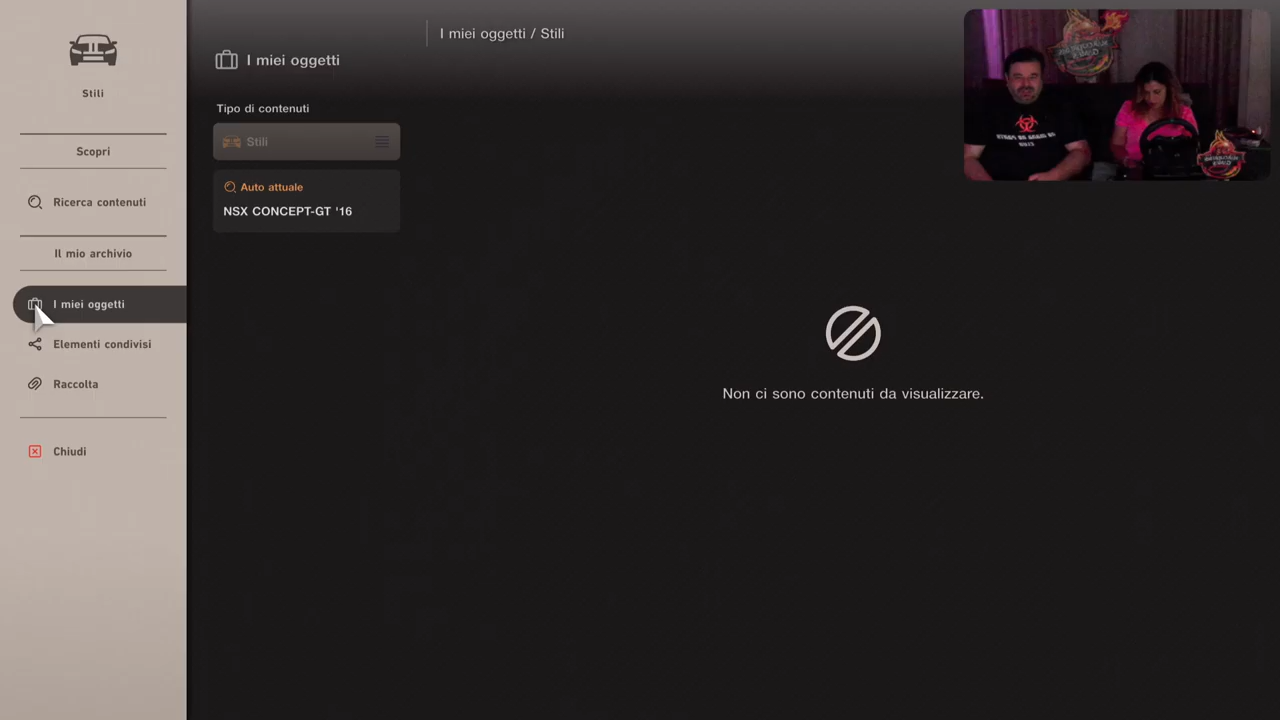 Stili
Scopri
Ricerca contenuti
Il mio archivio
I miei oggetti
Elementi condivisi
Raccolta
Chiudi
I miei oggetti
Tipo di contenuti
Stili
Auto attuale
NSX CONCEPT-GT '16
I miei oggetti / Stili
Non ci sono contenuti da visualizzare.